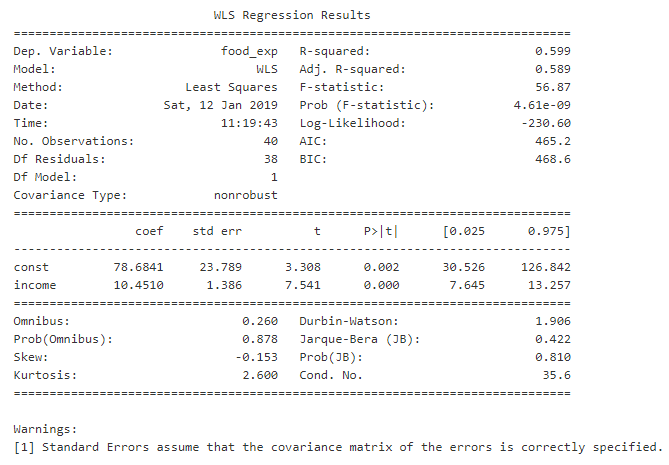 WLS Regression Results
==============================================================================
Dep. Variable: food_exp R-squared: 0.599
Model: WLS Adj. R-squared: 0.589
Method: Least Squares F-statistic: 56.87
Date: Sat, 12 Jan 2019 Prob (F-statistic): 4.61e-09
Time: 11:19:43 Log-Likelihood: -230.60
No. Observations: 40 AIC: 465.2
Df Residuals: 38 BIC: 468.6
Df Model: 1
Covariance Type: nonrobust
==============================================================================
coef std err t P>|t| [0.025 0.975]
------------------------------------------------------------------------------
const 78.6841 23.789 3.308 0.002 30.526 126.842
income 10.4510 1.386 7.541 0.000 7.645 13.257
==============================================================================
Omnibus: 0.260 Durbin-Watson: 1.906
Prob(Omnibus): 0.878 Jarque-Bera (JB): 0.422
Skew: -0.153 Prob(JB): 0.810
Kurtosis: 2.600 Cond. No. 35.6
==============================================================================
Warnings:
[1] Standard Errors assume that the covariance matrix of the errors is correctly specified.